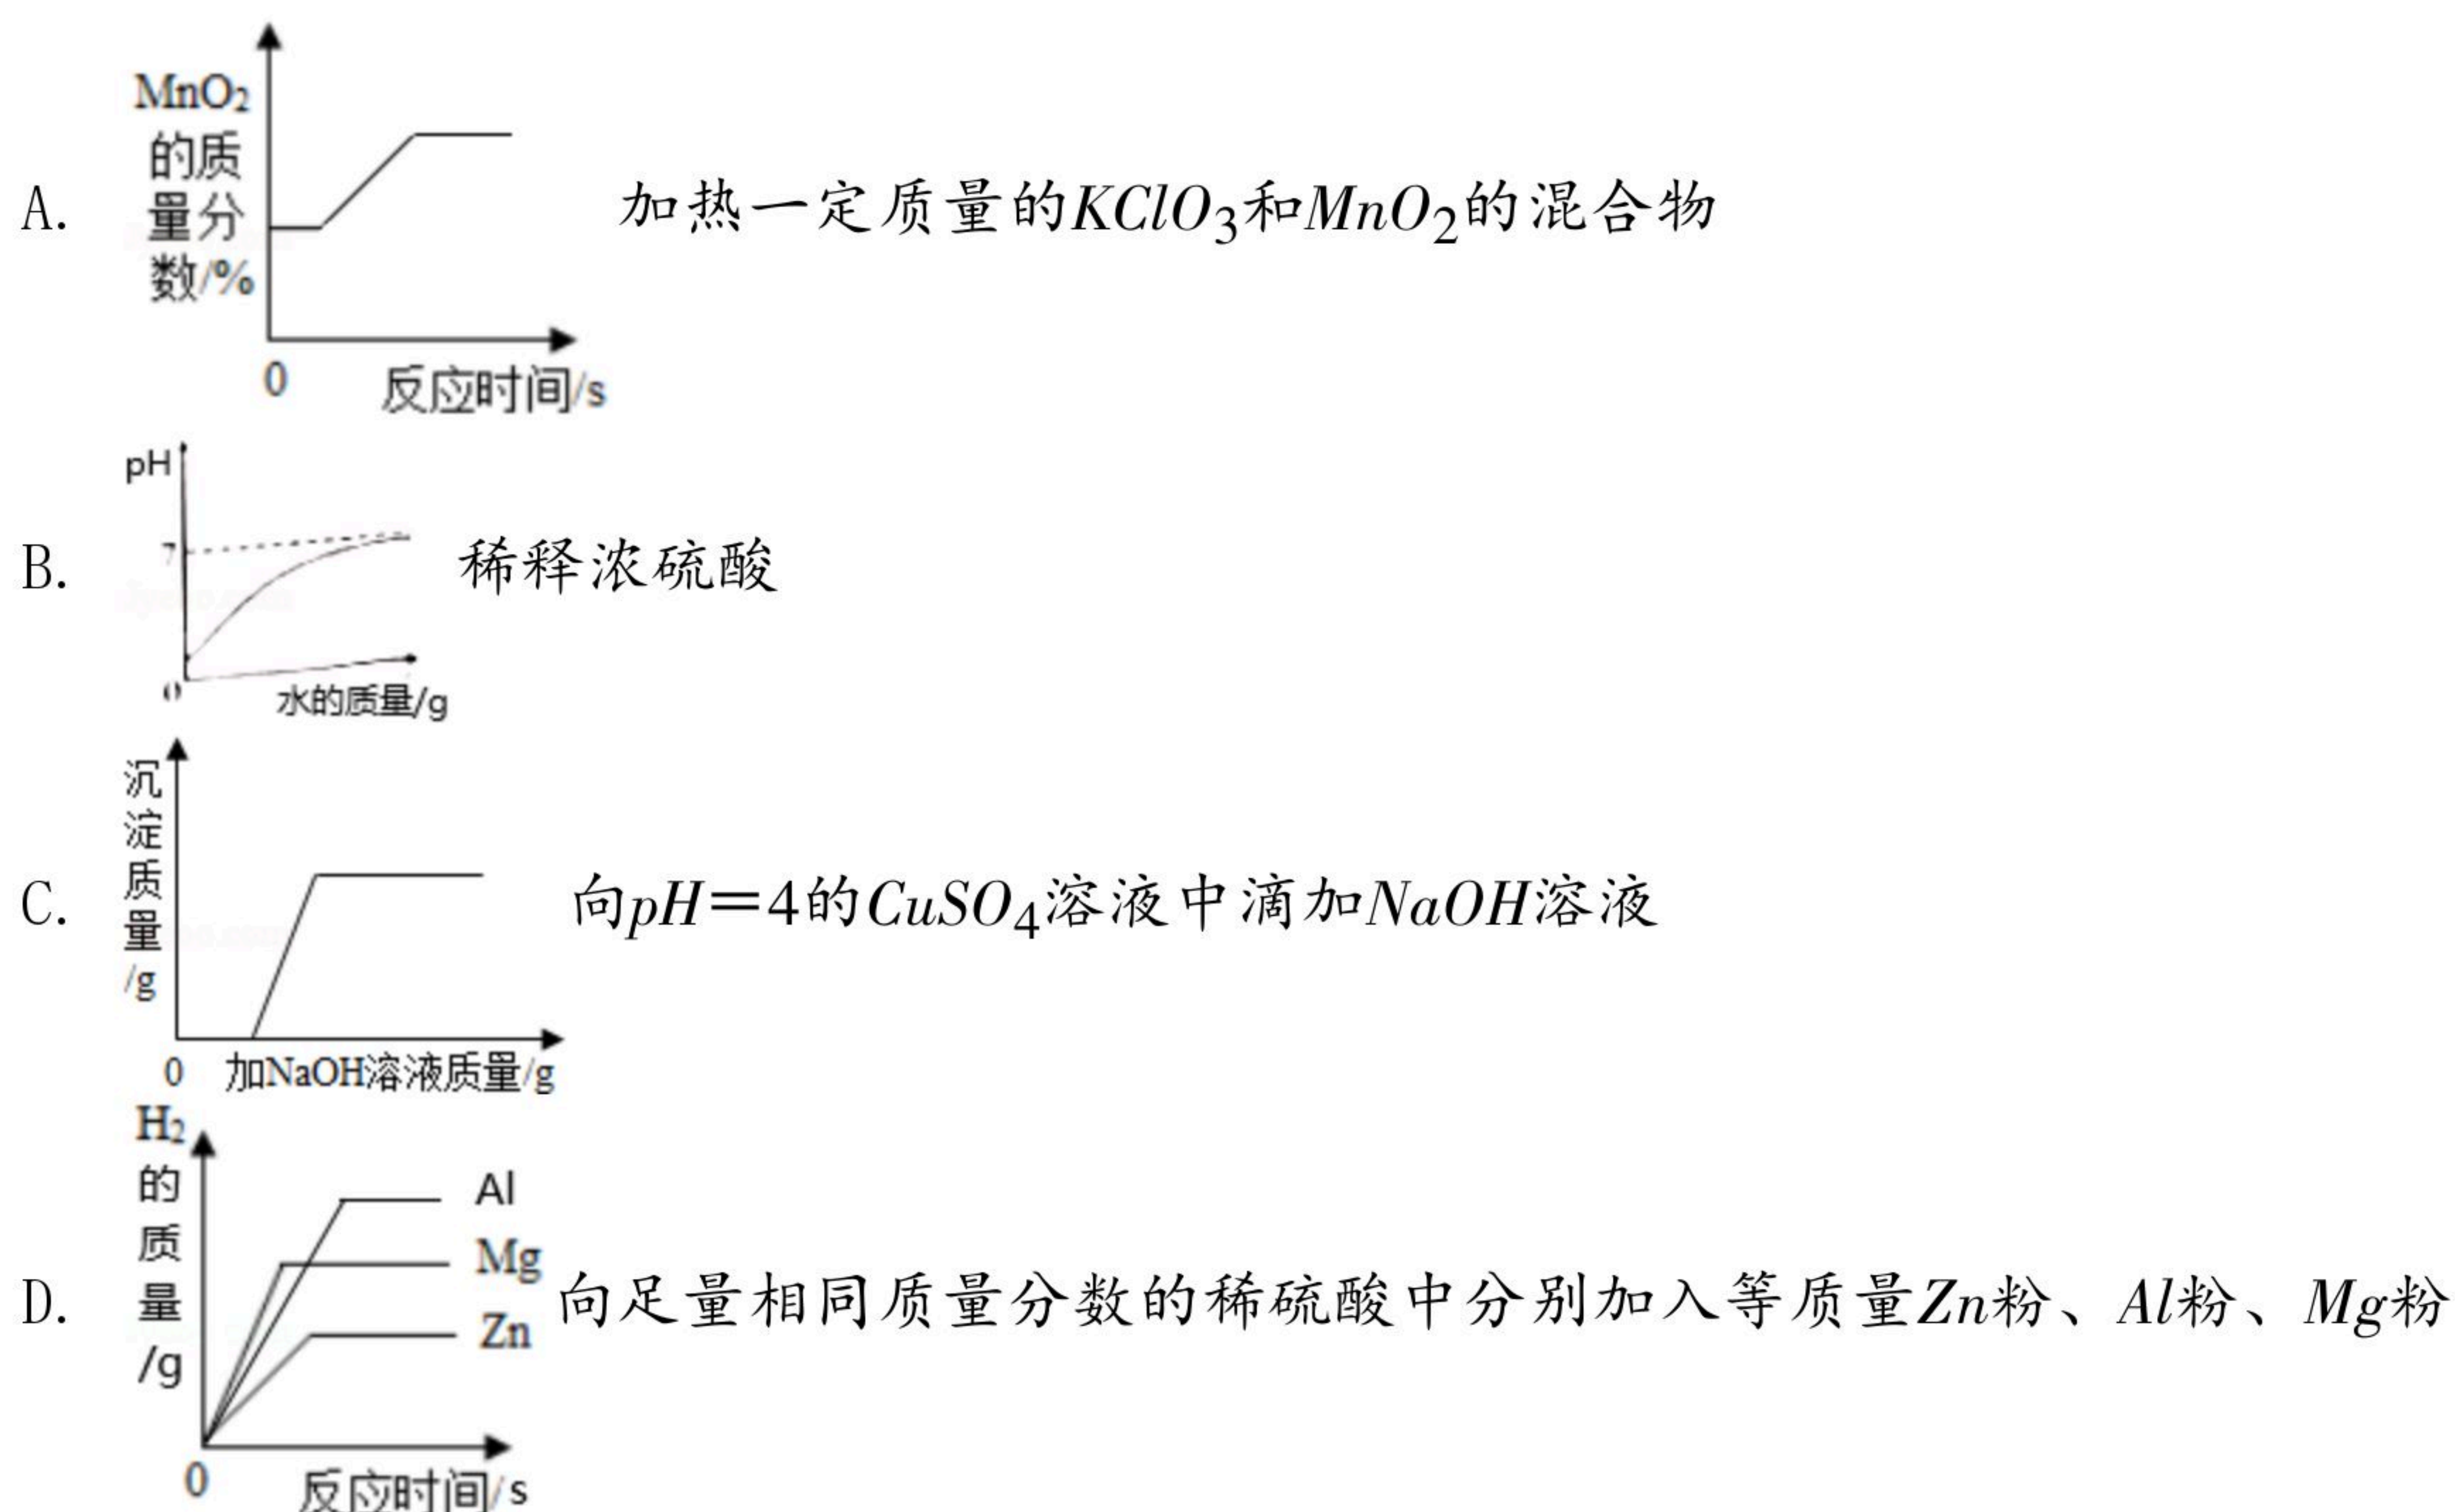 A.
MnO₂
的质
量分
数/%
0
反应时间/s
加热一定质量的KClO₃和MnO₂的混合物
B.
pH
7
0
水的质量/g
稀释浓硫酸
C.
沉
淀
质
量
/g
0
加NaOH溶液质量/g
向pH=4的CuSO₄溶液中滴加NaOH溶液
D.
H₂
的
质
量
/g
Al
Mg
Zn
0
反应时间/s
向足量相同质量分数的稀硫酸中分别加入等质量Zn粉、Al粉、Mg粉